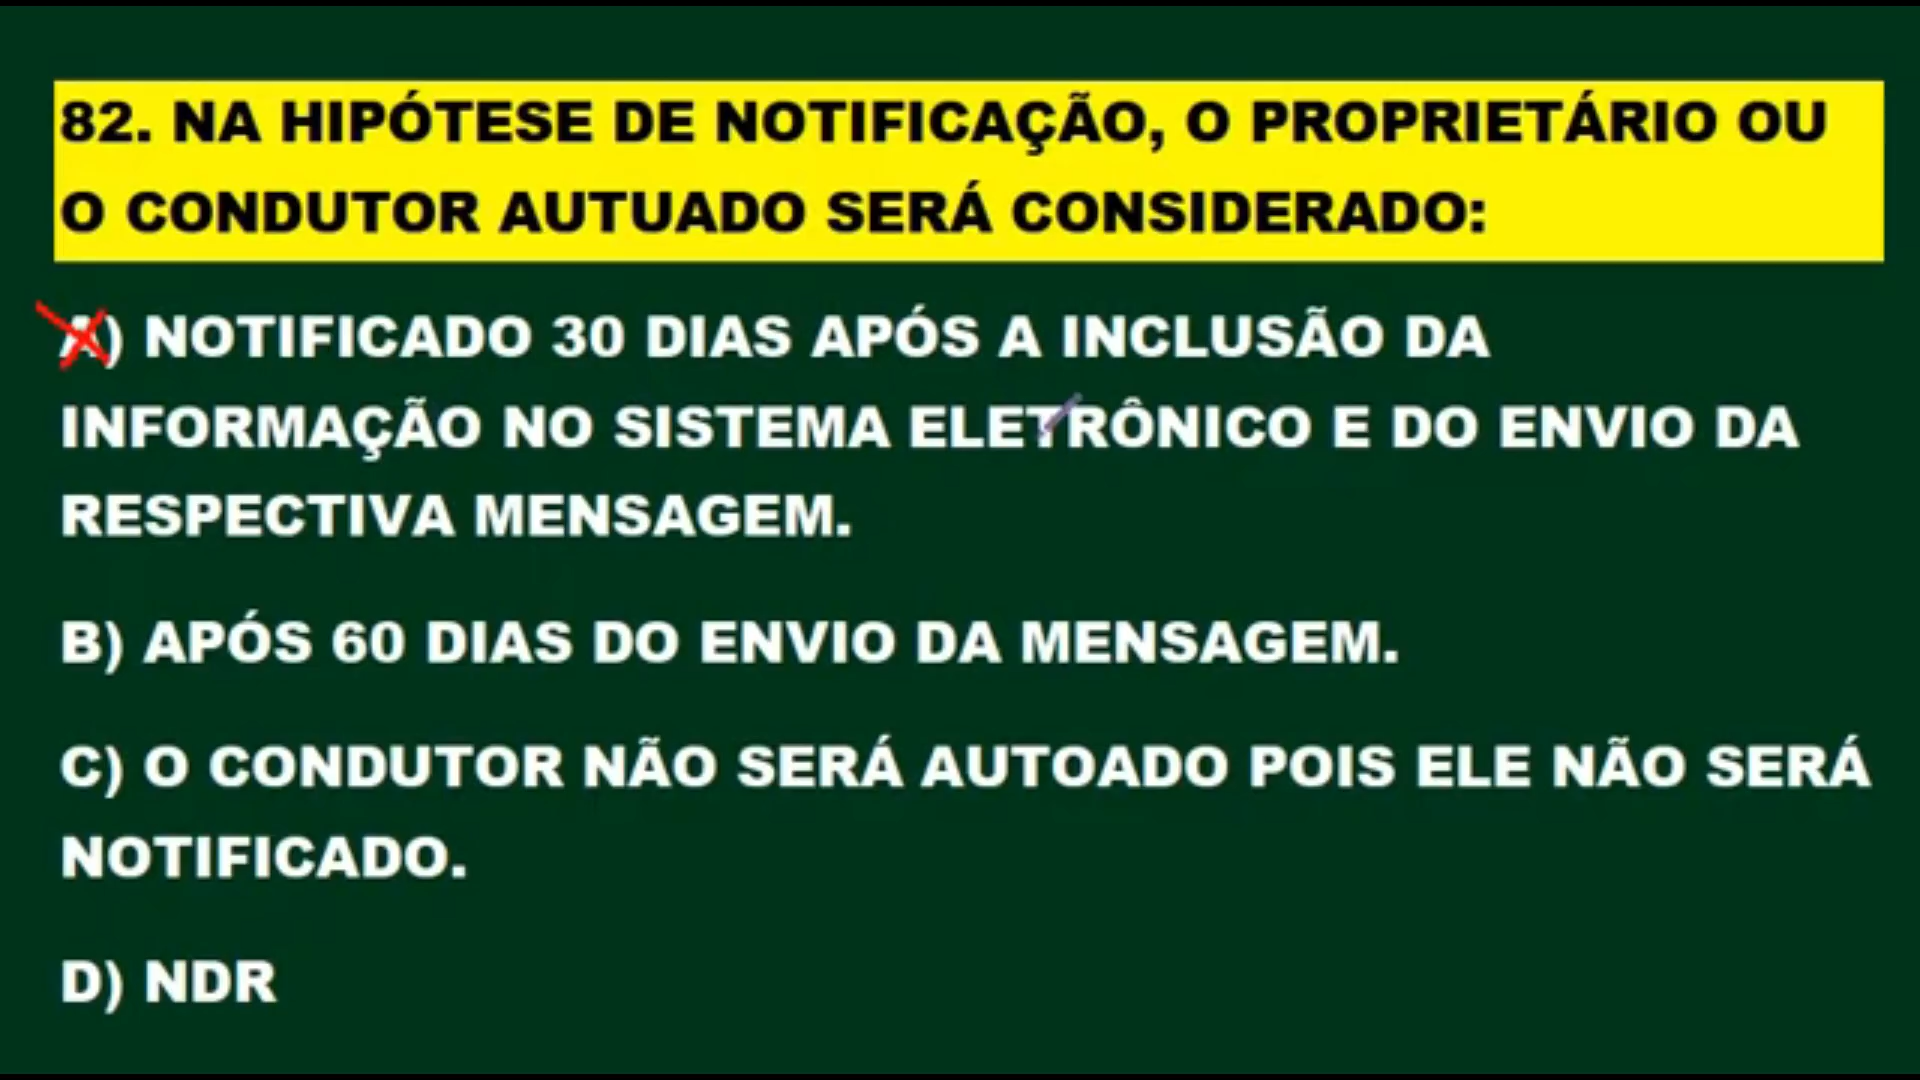 82. NA HIPÓTESE DE NOTIFICAÇÃO, O PROPRIETÁRIO OU
O CONDUTOR AUTUADO SERÁ CONSIDERADO:
A) NOTIFICADO 30 DIAS APÓS A INCLUSÃO DA
INFORMAÇÃO NO SISTEMA ELETRÔNICO E DO ENVIO DA
RESPECTIVA MENSAGEM.
B) APÓS 60 DIAS DO ENVIO DA MENSAGEM.
C) O CONDUTOR NÃO SERÁ AUTOADO POIS ELE NÃO SERÁ
NOTIFICADO.
D) NDR